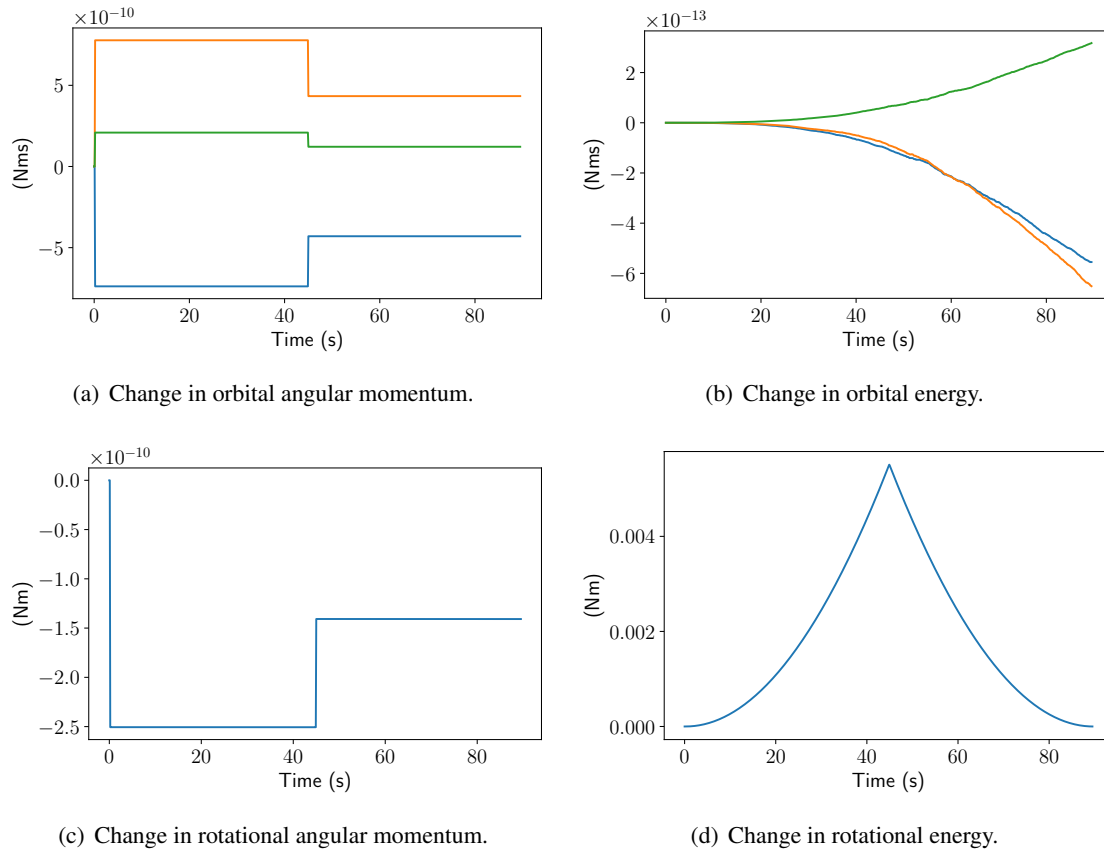 ×10⁻¹⁰
5
0
−5
(Nms)
0 20 40 60 80
Time (s)
(a) Change in orbital angular momentum.
×10⁻¹³
2
0
−2
−4
−6
(Nms)
0 20 40 60 80
Time (s)
(b) Change in orbital energy.
×10⁻¹⁰
0.0
−0.5
−1.0
−1.5
−2.0
−2.5
(Nm)
0 20 40 60 80
Time (s)
(c) Change in rotational angular momentum.
0.004
0.002
0.000
(Nm)
0 20 40 60 80
Time (s)
(d) Change in rotational energy.